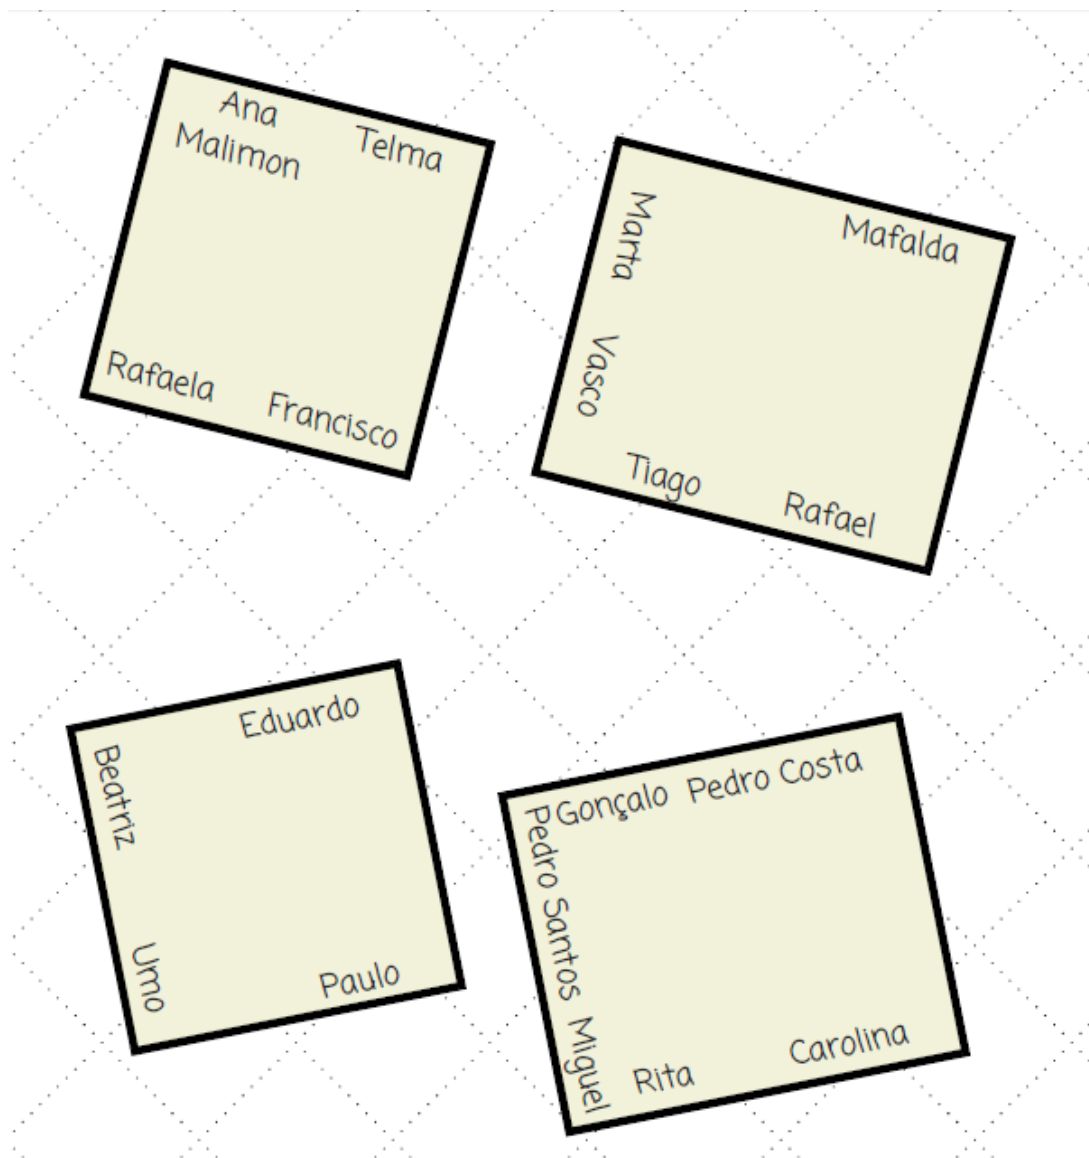 Ana
Malimon
Telma
Rafaela
Francisco
Marta
Mafalda
Vasco
Tiago
Rafael
Eduardo
Beatriz
Umo
Paulo
Gonçalo
Pedro Costa
Pedro Santos
Miguel
Rita
Carolina